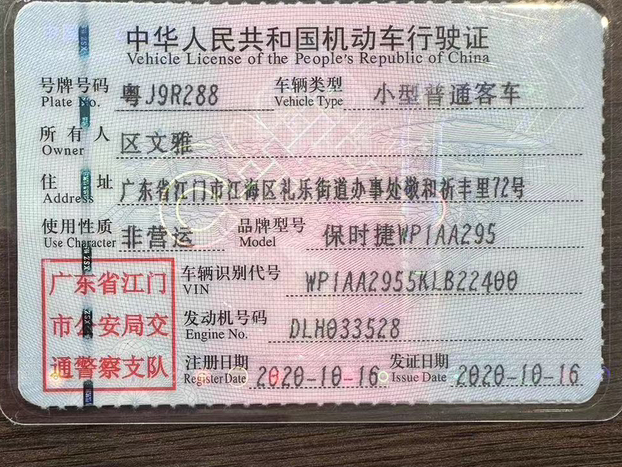 中华人民共和国机动车行驶证
Vehicle License of the People's Republic of China
号牌号码 粤J9R288 车辆类型 小型普通客车
Plate No. Vehicle Type
所有人 区文雅
Owner
住址 广东省江门市江海区礼乐街道办事处敬和祈丰里72号
Address
使用性质 非营运 品牌型号 保时捷WP1AA295
Use Character Model
广东省江门
市公安局交
通警察支队
车辆识别代号 WP1AA2955KLB22400
VIN
发动机号码 DLH033528
Engine No.
注册日期 2020-10-16 发证日期 2020-10-16
Register Date Issue Date